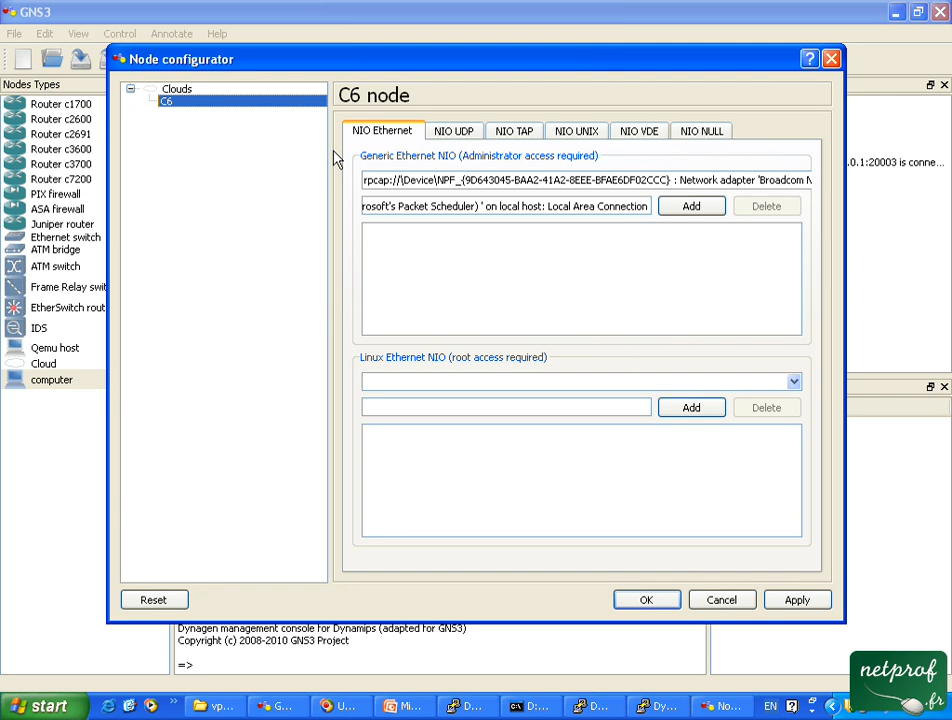 GNS3
File Edit View Control Annotate Help
Node configurator
Nodes Types
Clouds
C6
C6 node
Router c1700
Router c2600
Router c2691
Router c3600
Router c3700
Router c7200
PIX firewall
ASA firewall
Juniper router
Ethernet switch
ATM bridge
ATM switch
Frame Relay swit
EtherSwitch rout
IDS
Qemu host
Cloud
computer
NIO Ethernet NIO UDP NIO TAP NIO UNIX NIO VDE NIO NULL
Generic Ethernet NIO (Administrator access required)
rpcap://\Device\NPF_{9D643045-BAA2-41A2-8EEE-BFAE6DF02CCC} : Network adapter 'Broadcom N
rosoft's Packet Scheduler) ' on local host: Local Area Connection Add Delete
Linux Ethernet NIO (root access required)
Add Delete
.0.1:20003 is conne...
Reset OK Cancel Apply
Dynagen management console for Dynamips (adapted for GNS3)
Copyright (c) 2008-2010 GNS3 Project
=>
netprof
.fr
start vp... G... U... Mi... D... D:... D... Dy... No... EN